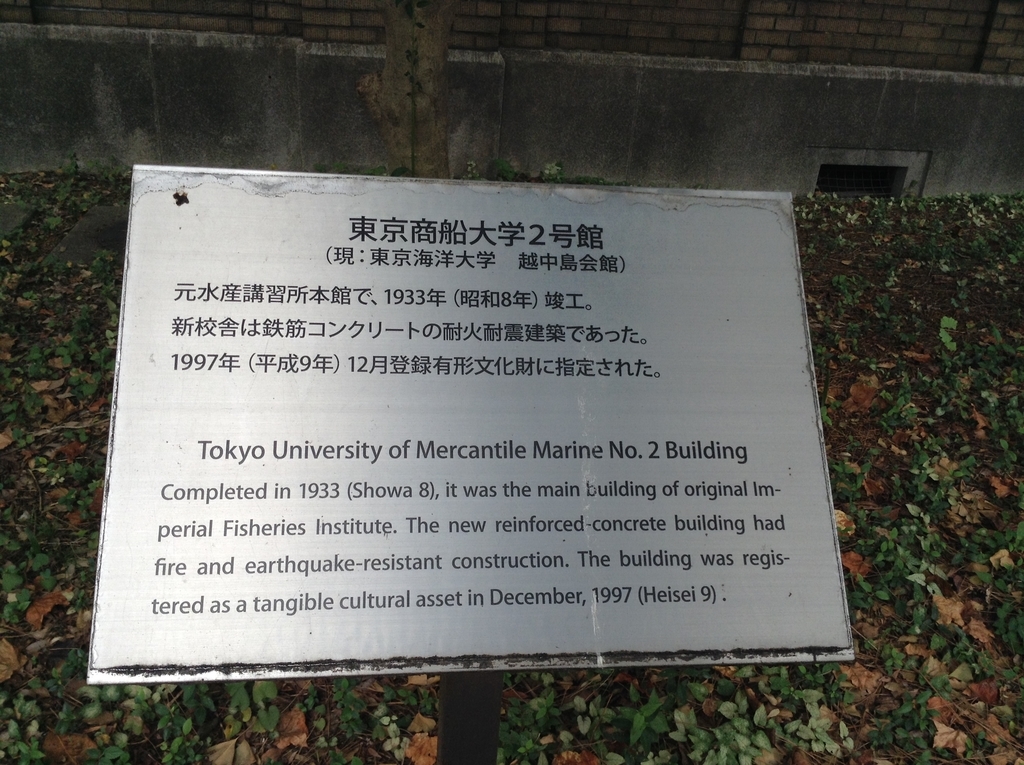 東京商船大学2号館
(現:東京海洋大学 越中島会館)
元水産講習所本館で、1933年(昭和8年)竣工。
新校舎は鉄筋コンクリートの耐火耐震建築であった。
1997年(平成9年)12月登録有形文化財に指定された。
Tokyo University of Mercantile Marine No. 2 Building
Completed in 1933 (Showa 8), it was the main building of original Im-
perial Fisheries Institute. The new reinforced-concrete building had
fire and earthquake-resistant construction. The building was regis-
tered as a tangible cultural asset in December, 1997 (Heisei 9) .